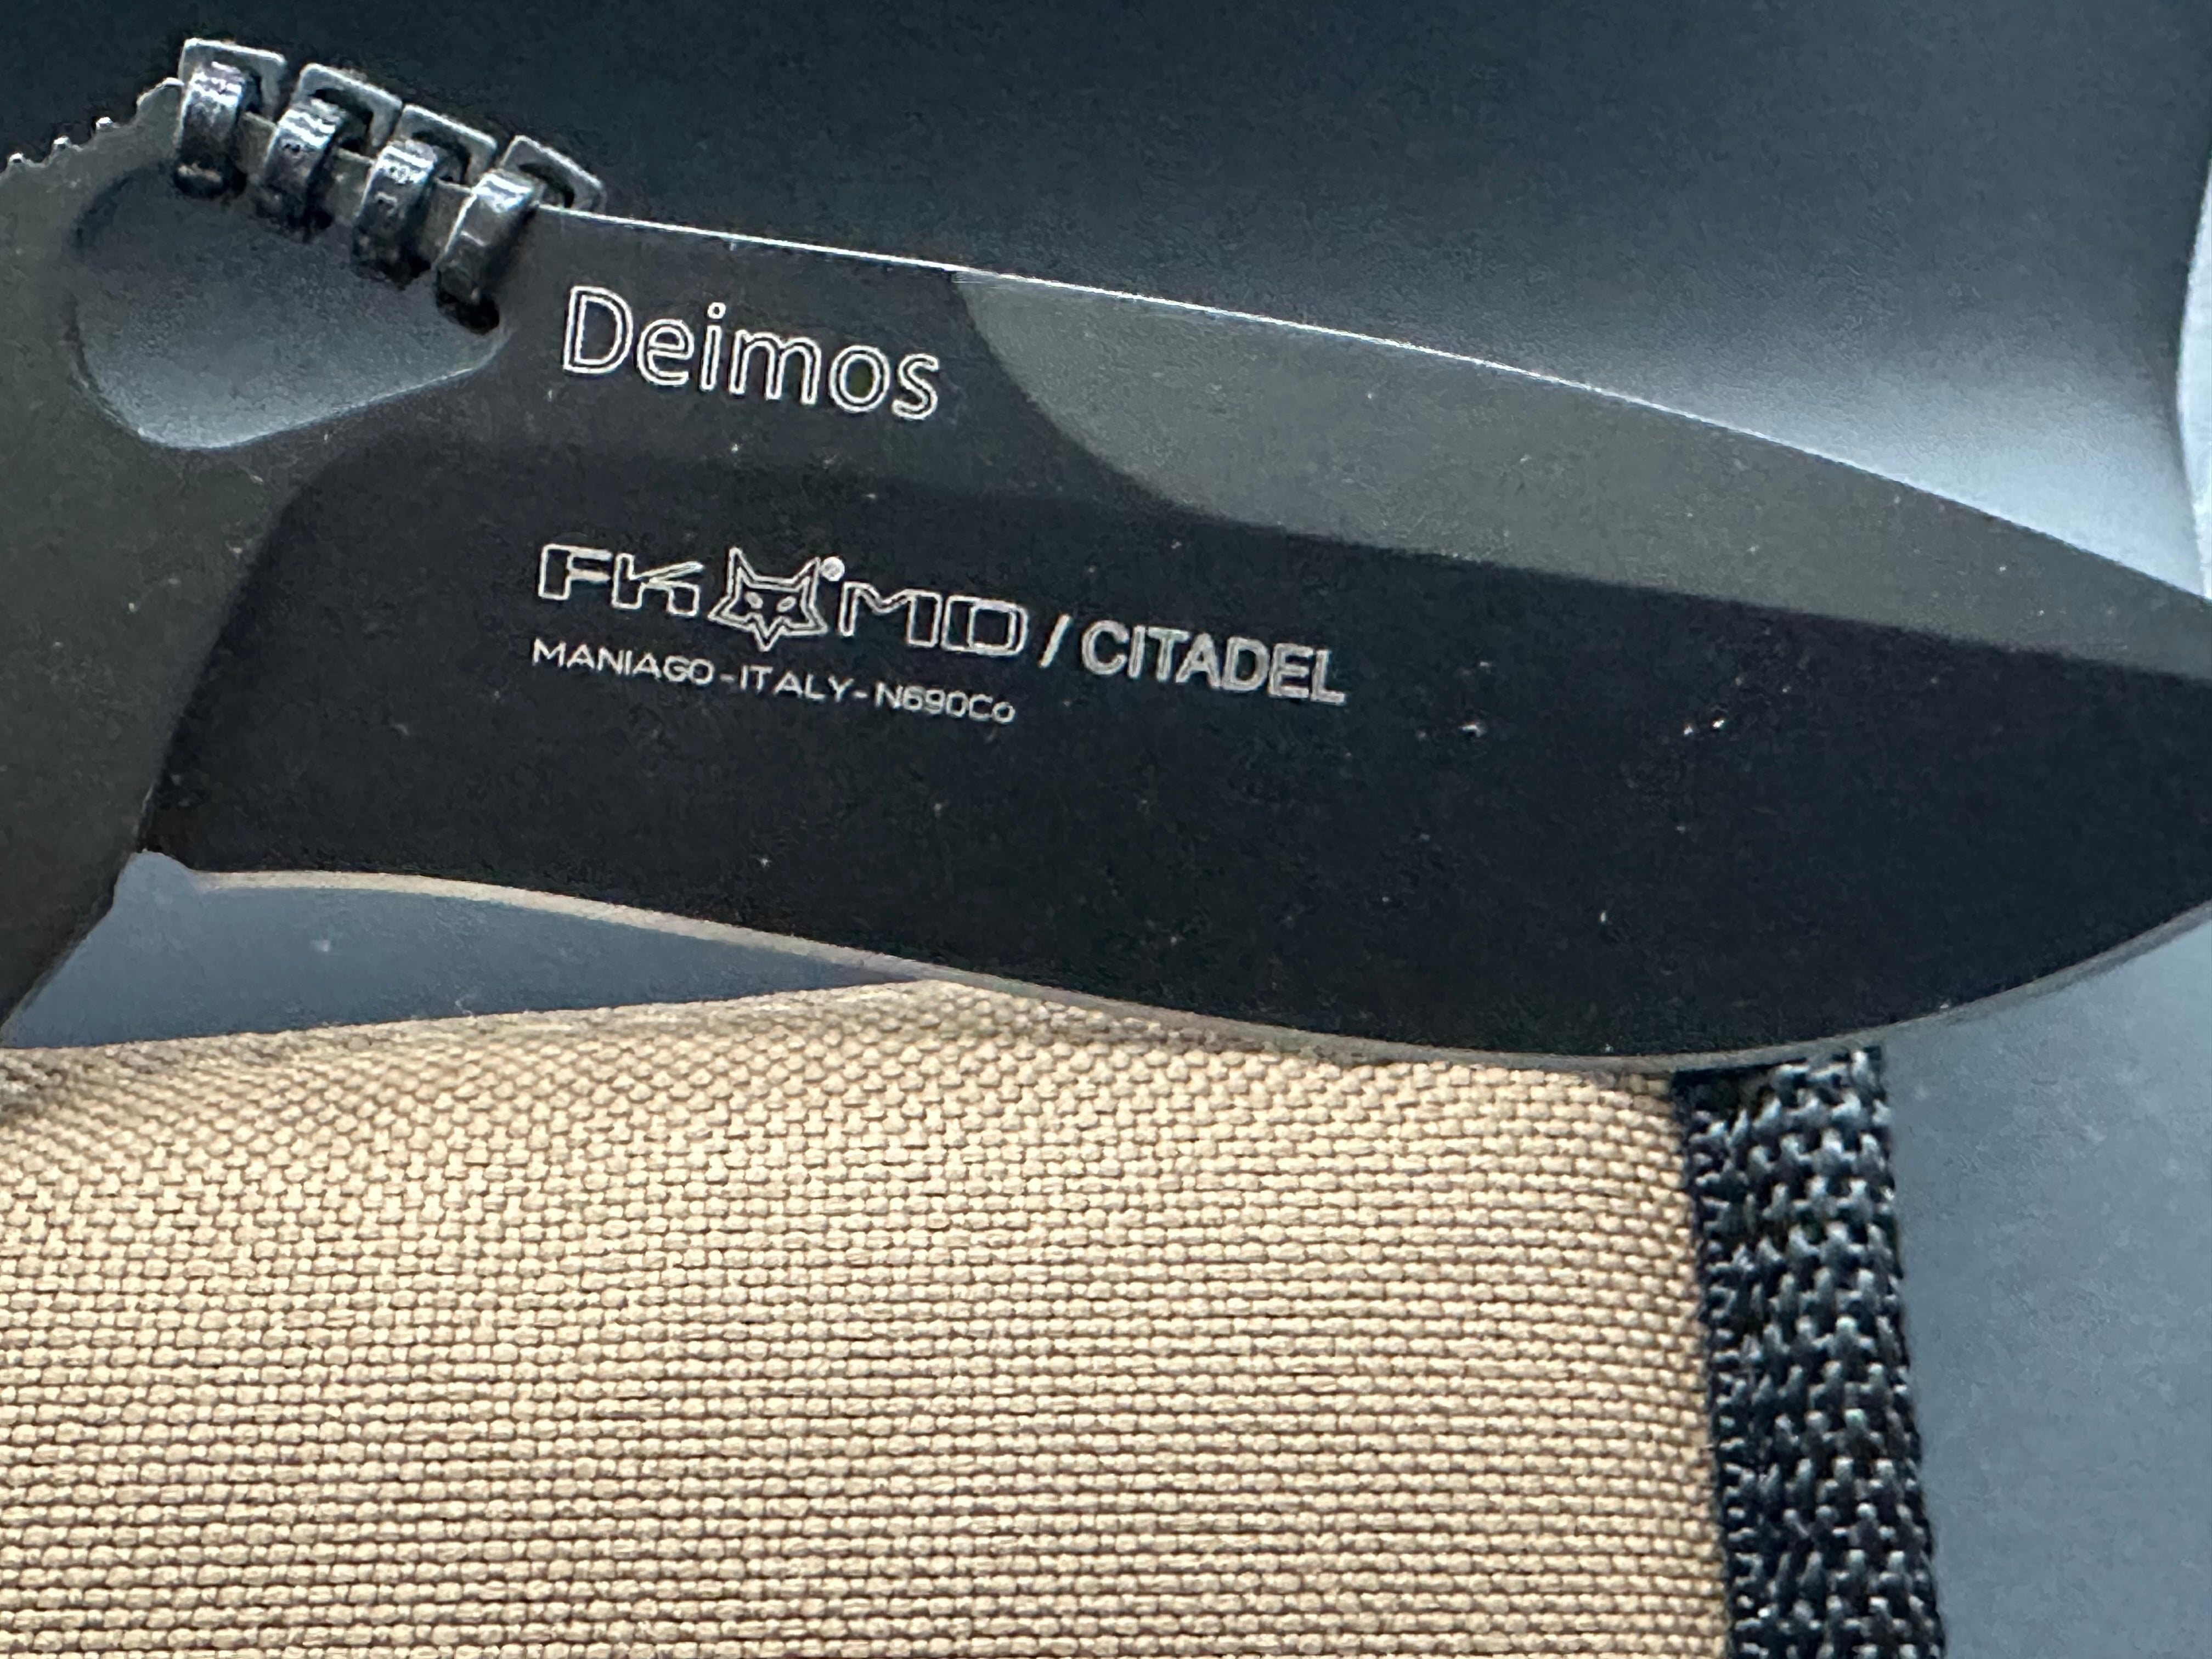 Deimos
FKMD / CITADEL
MANIAGO-ITALY-N690Co